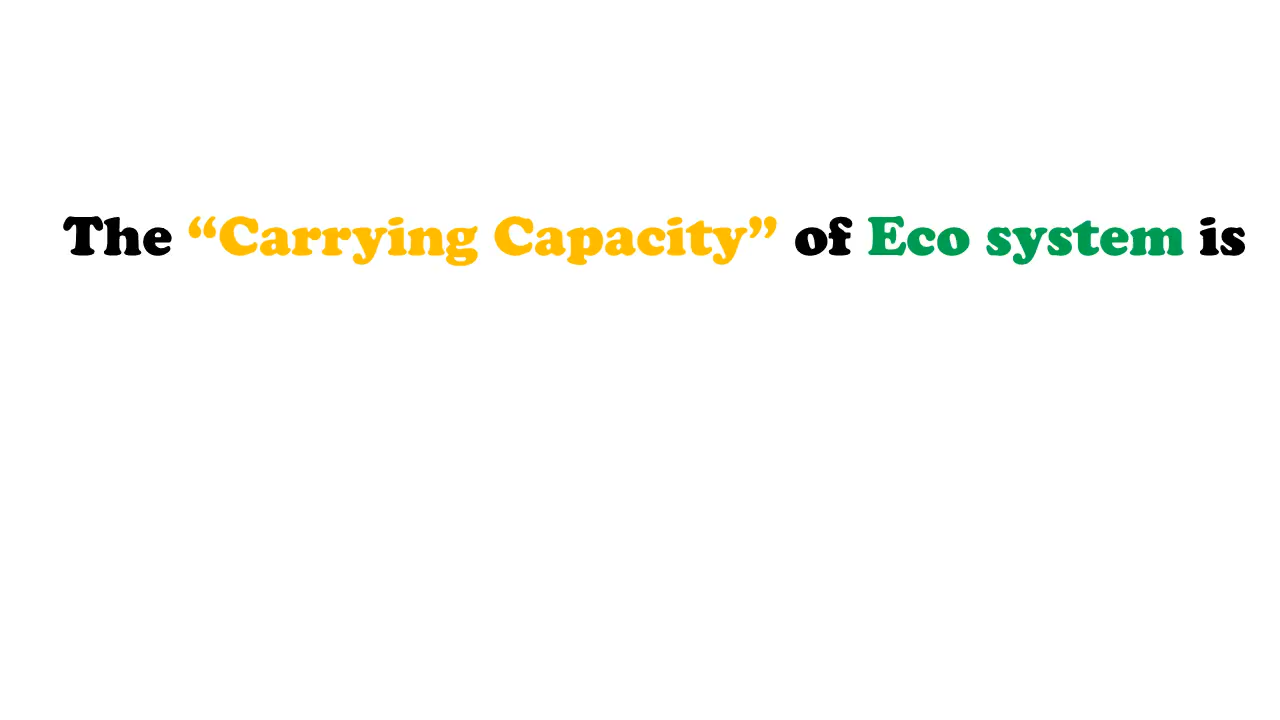 The “Carrying Capacity” of Eco system is